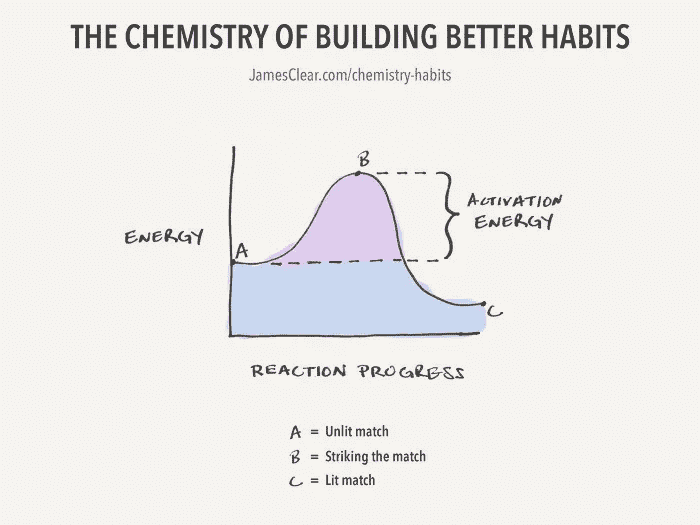 THE CHEMISTRY OF BUILDING BETTER HABITS
JamesClear.com/chemistry-habits
B
ACTIVATION
ENERGY
ENERGY
A
C
REACTION PROGRESS
A = Unlit match
B = Striking the match
C = Lit match